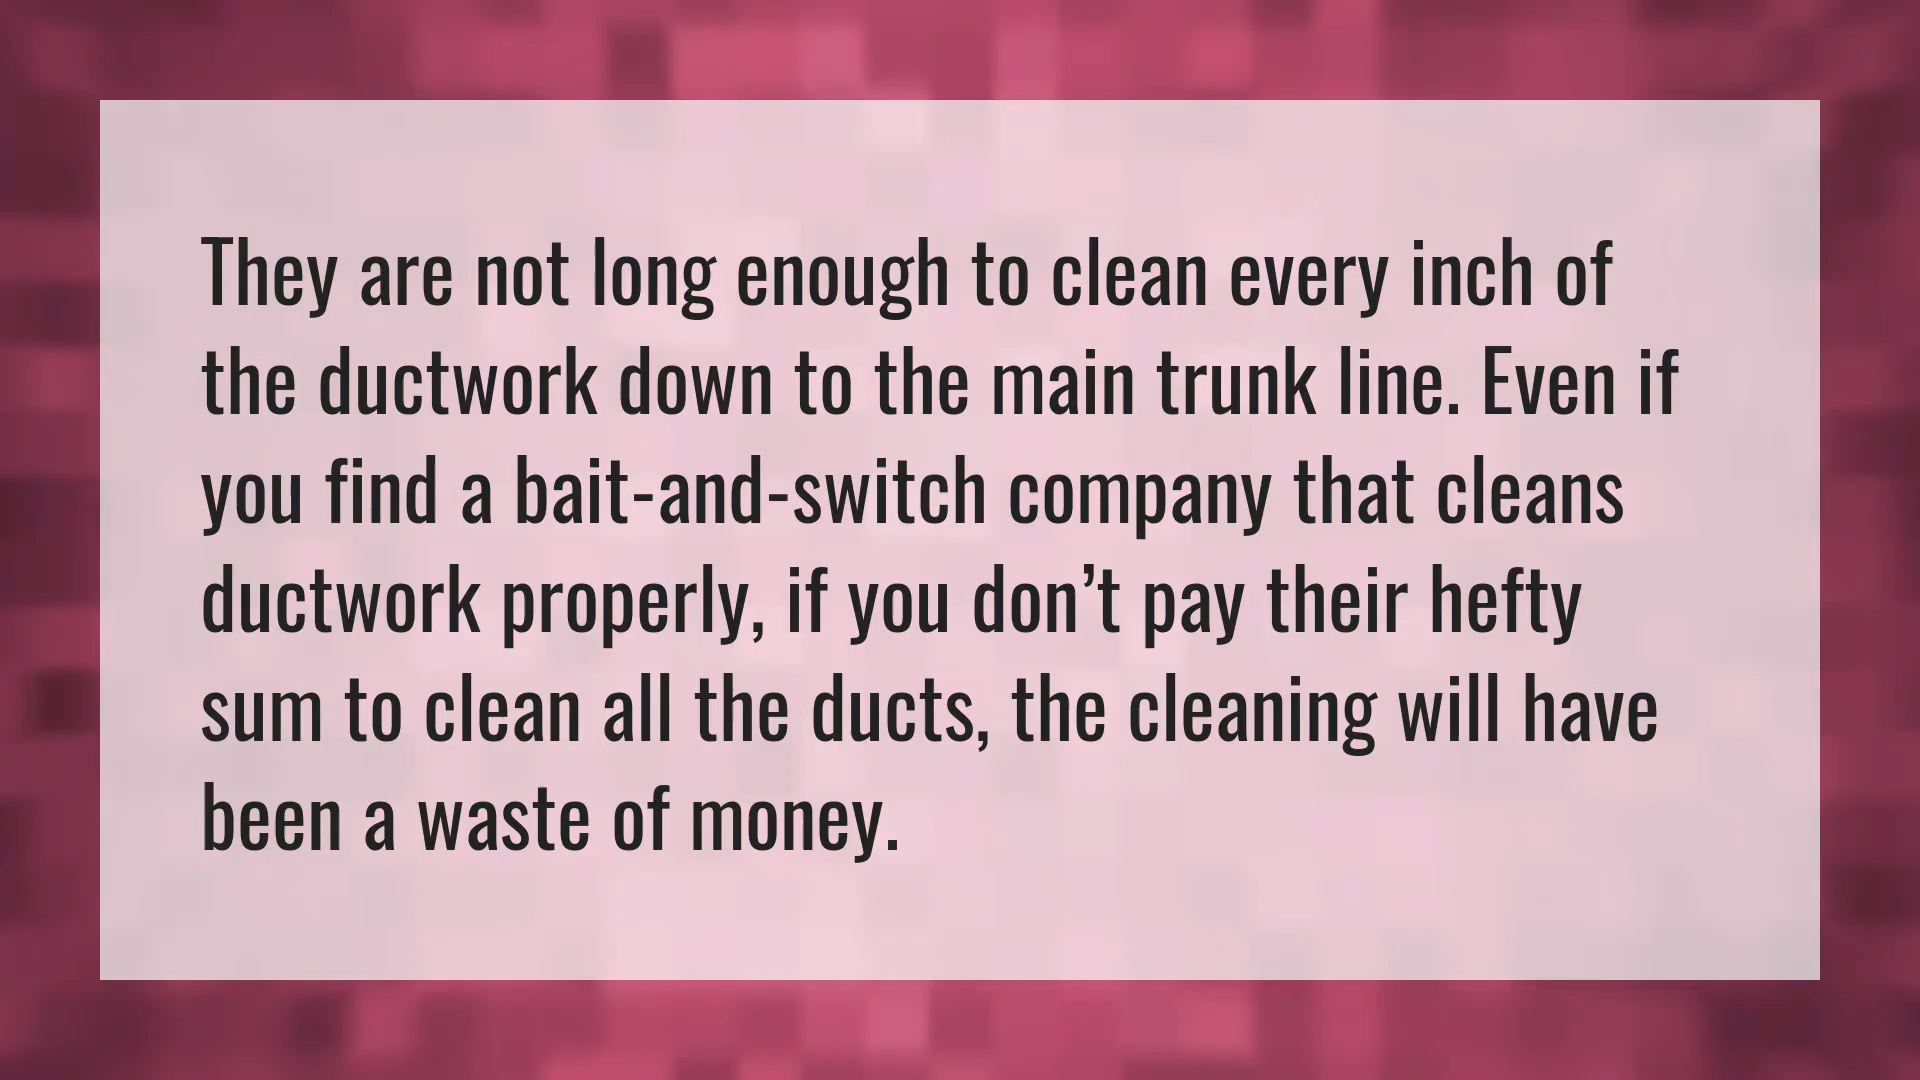 They are not long enough to clean every inch of
the ductwork down to the main trunk line. Even if
you find a bait-and-switch company that cleans
ductwork properly, if you don’t pay their hefty
sum to clean all the ducts, the cleaning will have
been a waste of money.